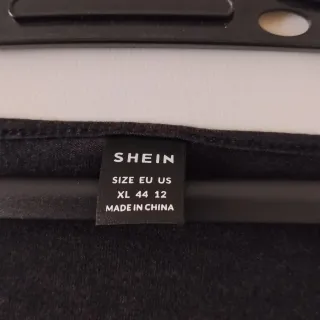 SHEIN
SIZE EU US
XL 44 12
MADE IN CHINA